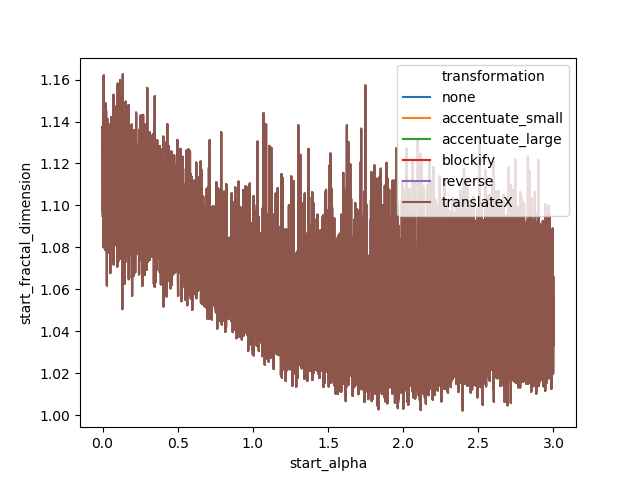 transformation
none
accentuate_small
accentuate_large
blockify
reverse
translateX
start_fractal_dimension
1.16
1.14
1.12
1.10
1.08
1.06
1.04
1.02
1.00
0.0 0.5 1.0 1.5 2.0 2.5 3.0
start_alpha